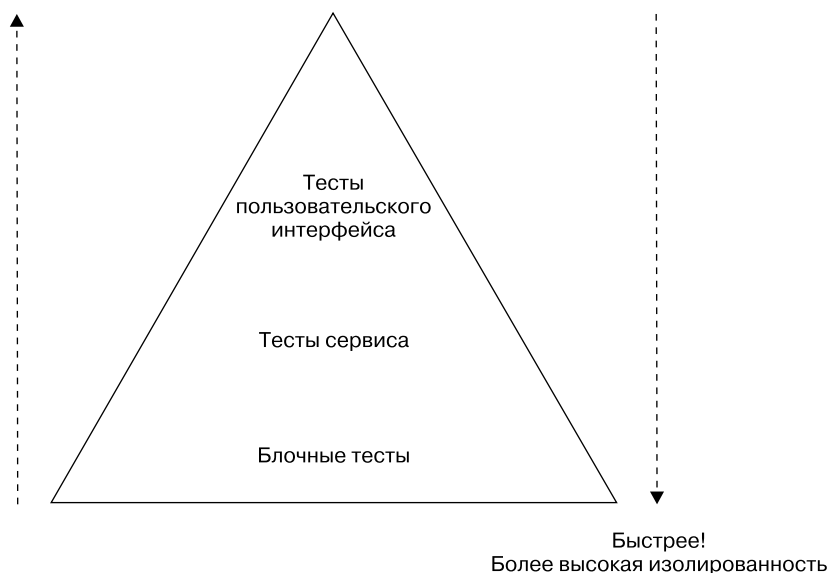 Тесты
пользовательского
интерфейса
Тесты сервиса
Блочные тесты
Быстрее!
Более высокая изолированность